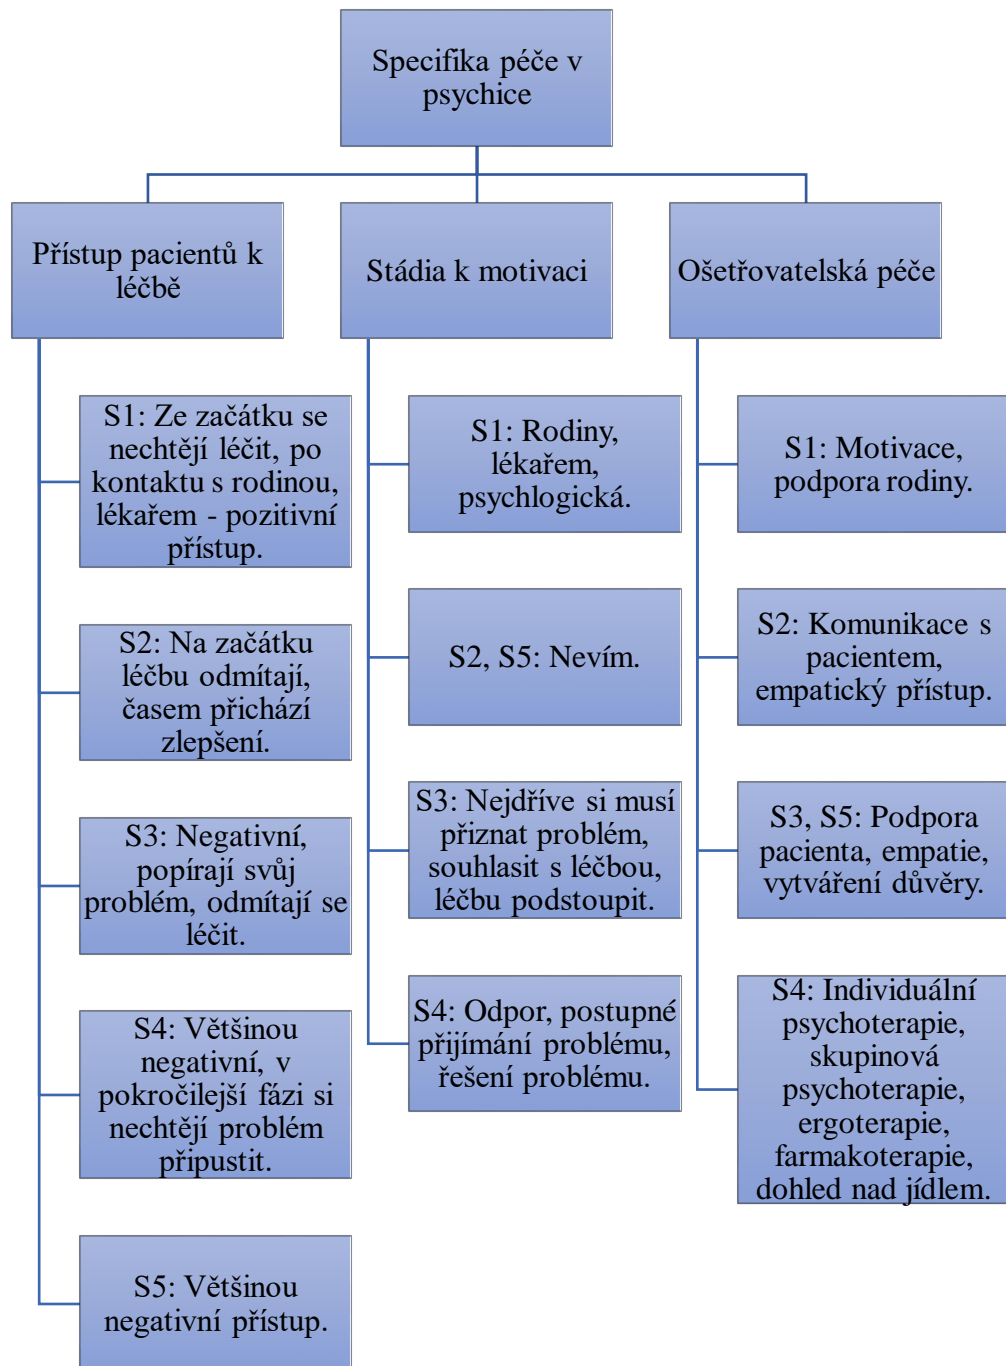 Specifika péče v
psychice
Přístup pacientů k
léčbě
S1: Ze začátku se
nechtějí léčit, po
kontaktu s rodinou,
lékařem - pozitivní
přístup.
S2: Na začátku
léčbu odmítají,
časem přichází
zlepšení.
S3: Negativní,
popírají svůj
problém, odmítají se
léčit.
S4: Většinou
negativní, v
pokročilejší fázi si
nechtějí problém
připustit.
S5: Většinou
negativní přístup.
Stádia k motivaci
S1: Rodiny,
lékařem,
psychlogická.
S2, S5: Nevím.
S3: Nejdříve si musí
přiznat problém,
souhlasit s léčbou,
léčbu podstoupit.
S4: Odpor, postupné
přijímání problému,
řešení problému.
Ošetřovatelská péče
S1: Motivace,
podpora rodiny.
S2: Komunikace s
pacientem,
empatický přístup.
S3, S5: Podpora
pacienta, empatie,
vytváření důvěry.
S4: Individuální
psychoterapie,
skupinová
psychoterapie,
ergoterapie,
farmakoterapie,
dohled nad jídlem.